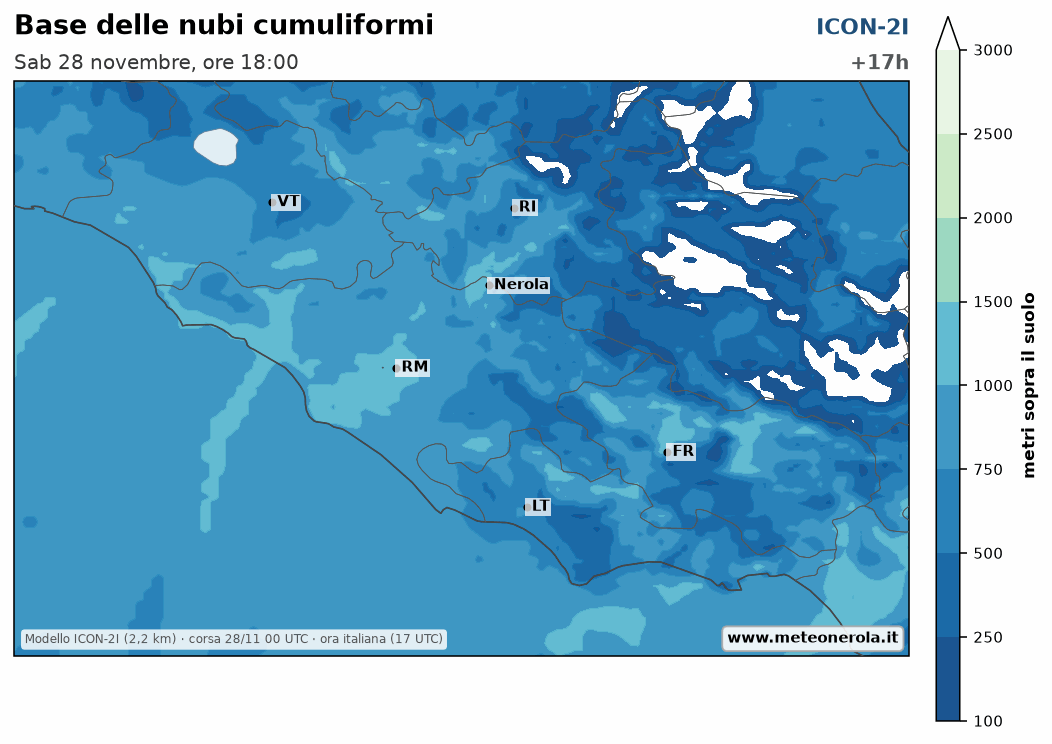 Base delle nubi cumuliformi
ICON-2I
Sab 28 novembre, ore 18:00
+17h
VT
RI
Nerola
RM
FR
LT
Modello ICON-2I (2,2 km) · corsa 28/11 00 UTC · ora italiana (17 UTC)
www.meteonerola.it
3000
2500
2000
1500
1000
750
500
250
100
metri sopra il suolo